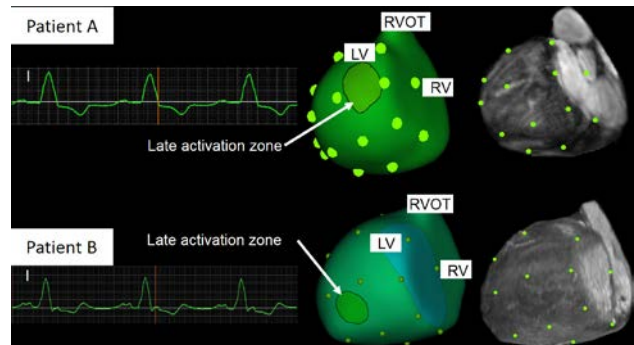 Patient A
RVOT
LV
RV
I
Late activation zone
RVOT
Late activation zone
LV
Patient B
RV
I